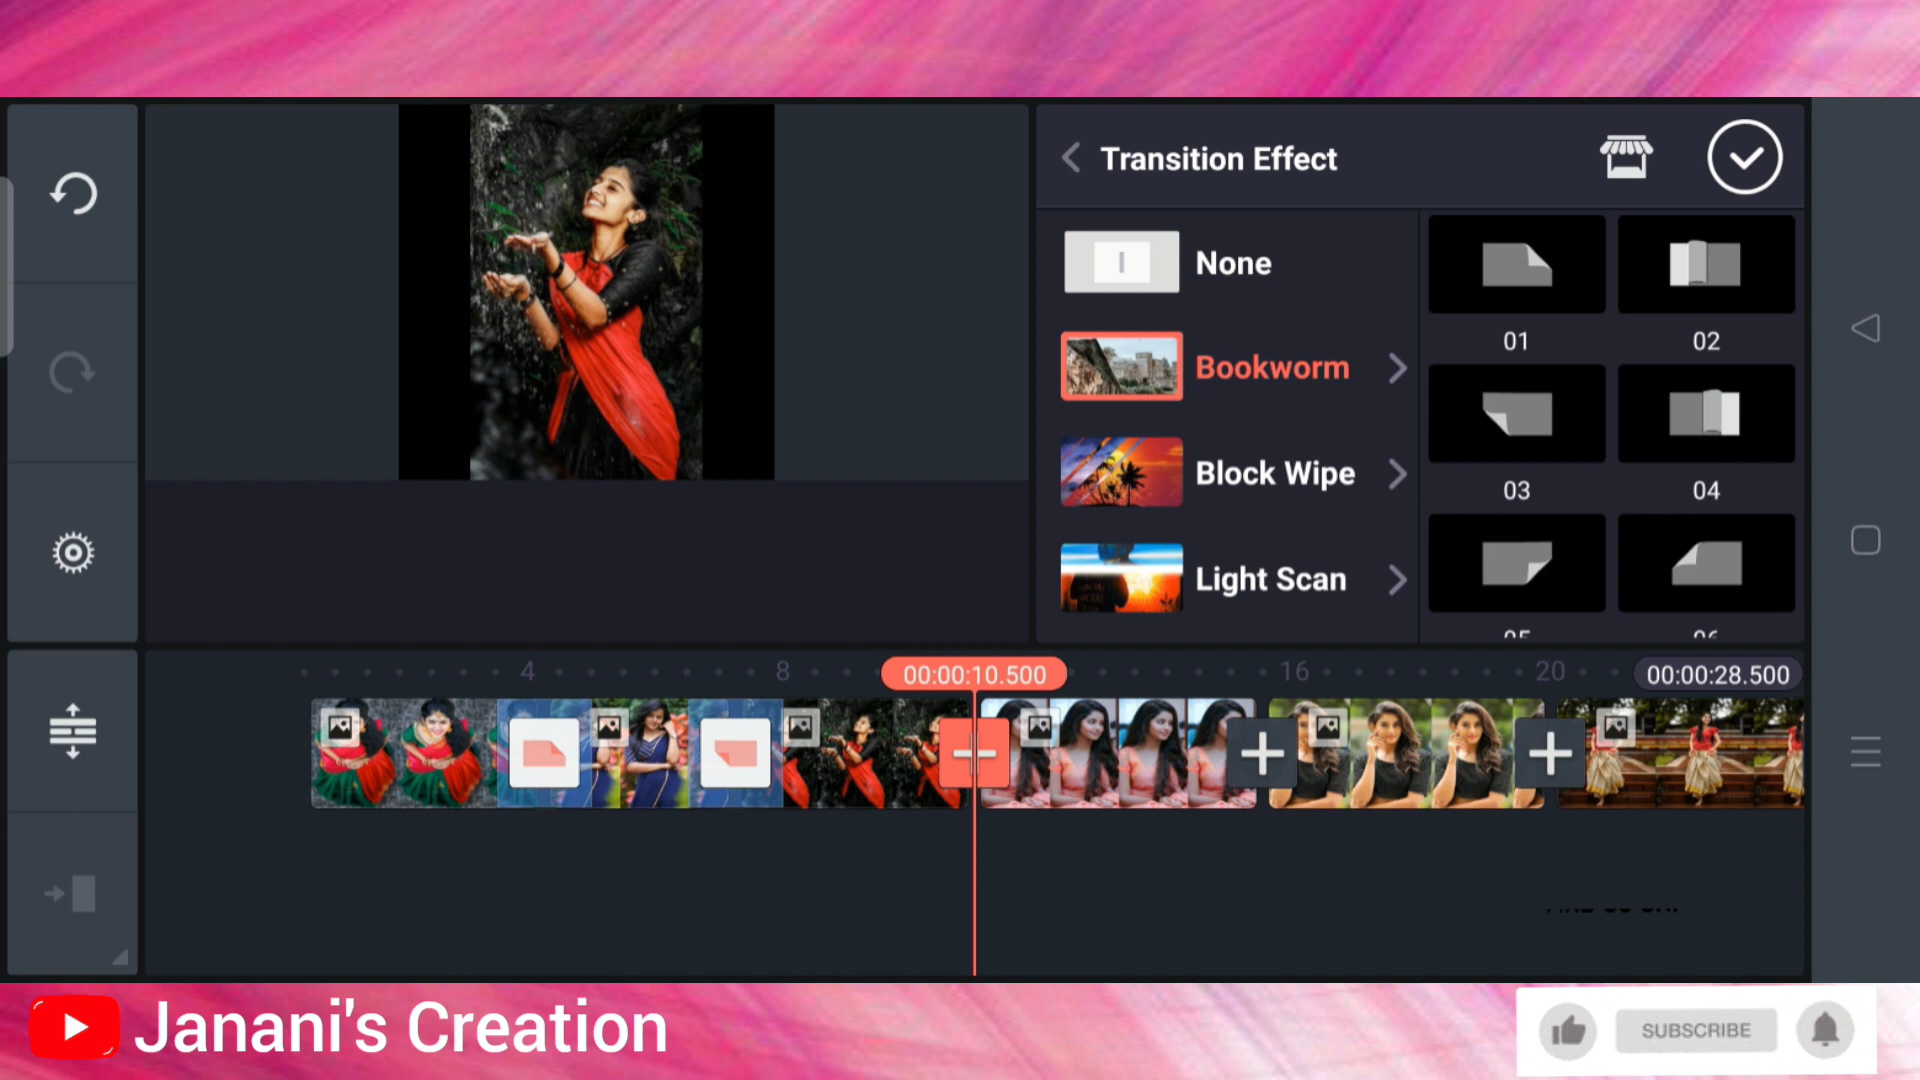 Transition Effect
None
Bookworm
Block Wipe
Light Scan
01
02
03
04
4
8
00:00:10.500
16
20
00:00:28.500
Janani's Creation
SUBSCRIBE